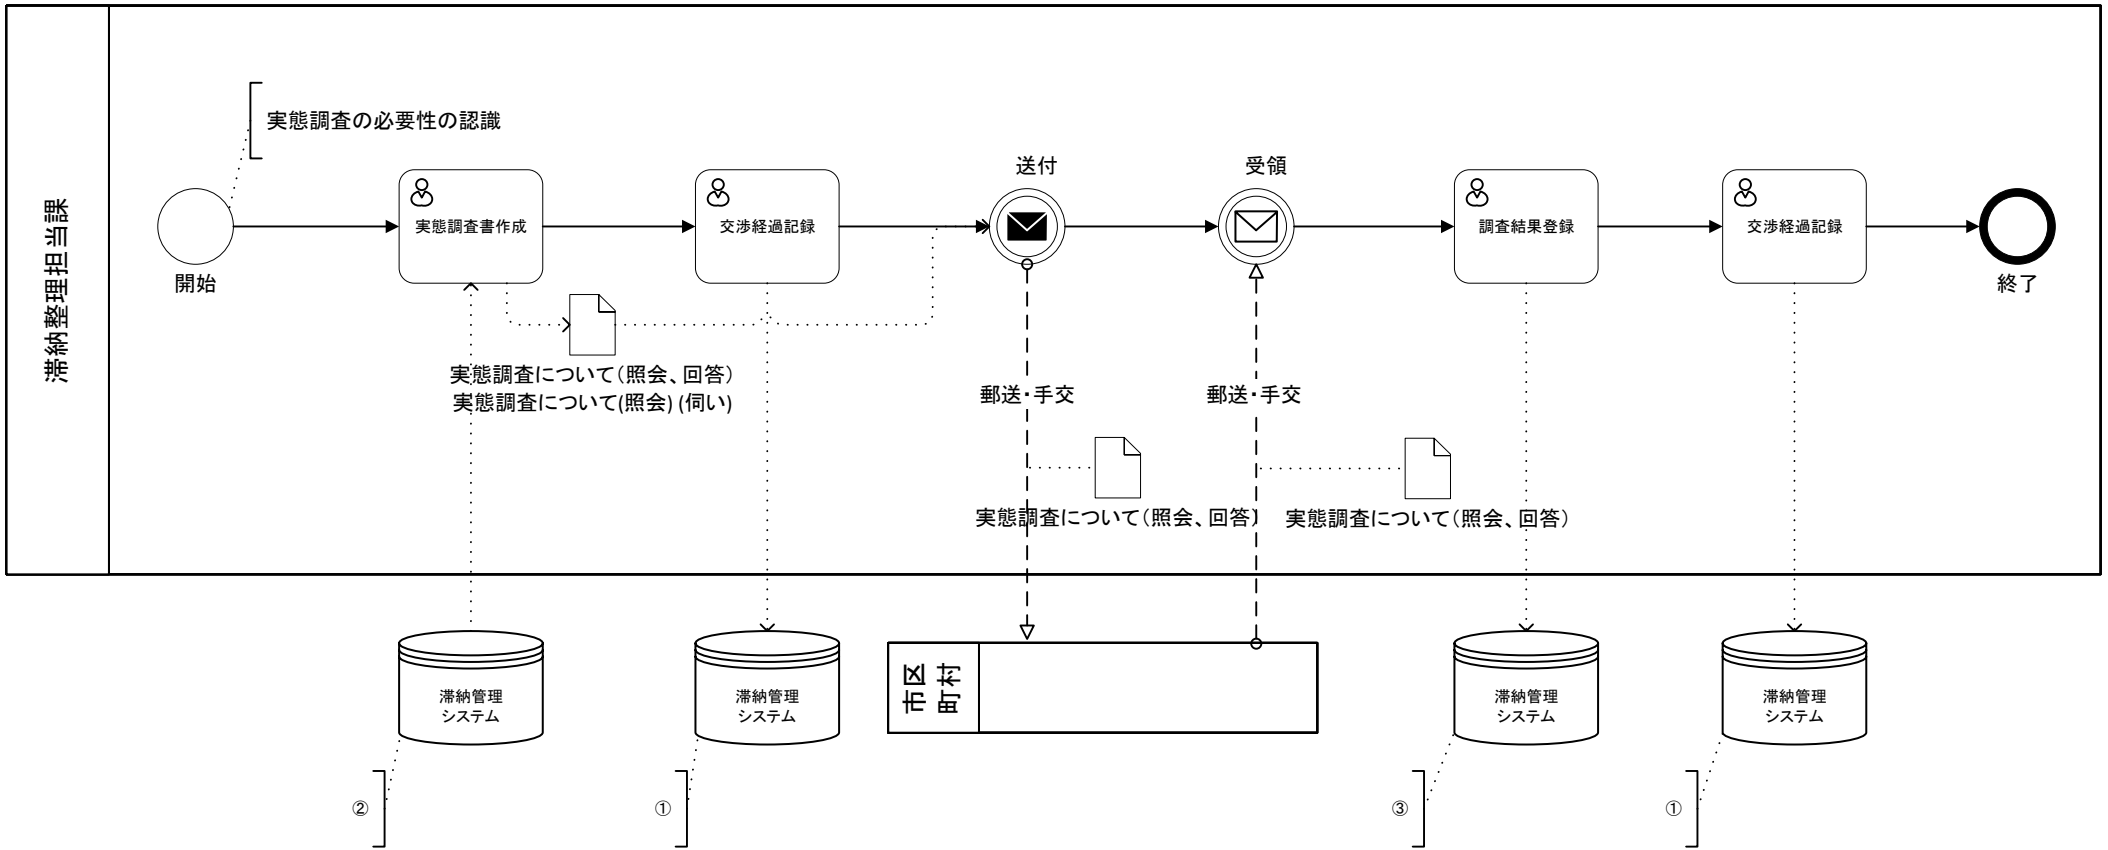 滞納整理担当課
実態調査の必要性の認識
開始
実態調査書作成
交渉経過記録
送付
受領
調査結果登録
交渉経過記録
終了
実態調査について(照会、回答)
実態調査について(照会) (伺い)
郵送・手交
郵送・手交
実態調査について(照会、回答)
実態調査について(照会、回答)
滞納管理
システム
滞納管理
システム
市区
町村
滞納管理
システム
滞納管理
システム
②
①
③
①